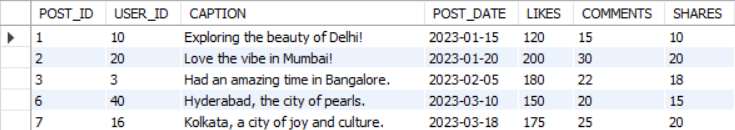 POST_ID USER_ID CAPTION POST_DATE LIKES COMMENTS SHARES
1 10 Exploring the beauty of Delhi! 2023-01-15 120 15 10
2 20 Love the vibe in Mumbai! 2023-01-20 200 30 20
3 3 Had an amazing time in Bangalore. 2023-02-05 180 22 18
6 40 Hyderabad, the city of pearls. 2023-03-10 150 20 15
7 16 Kolkata, a city of joy and culture. 2023-03-18 175 25 20